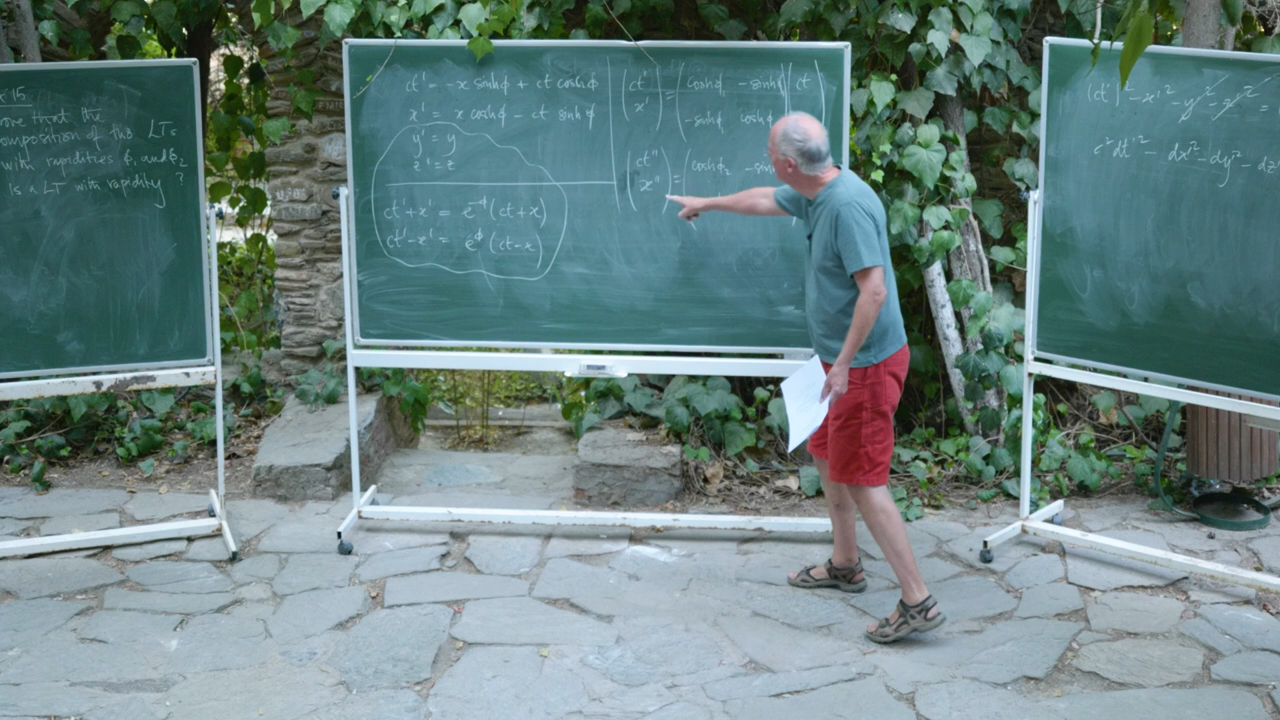 15
prove that the
composition of two LTs
with rapidities ϕ₁ and ϕ₂
Is a LT with rapidity ?
ct' = - x sinhϕ + ct coshϕ
x' = x coshϕ - ct sinhϕ
y' = y
z' = z
ct'+x' = e^-ϕ (ct+x)
ct'-x' = e^ϕ (ct-x)
(ct' x') = (coshϕ -sinhϕ -sinhϕ coshϕ) (ct
(ct'' x'') = (coshϕ₂ -sinh
(ct')² - x'² - y'² - z'² =
c²dt'² - dx'² - dy'² - dz